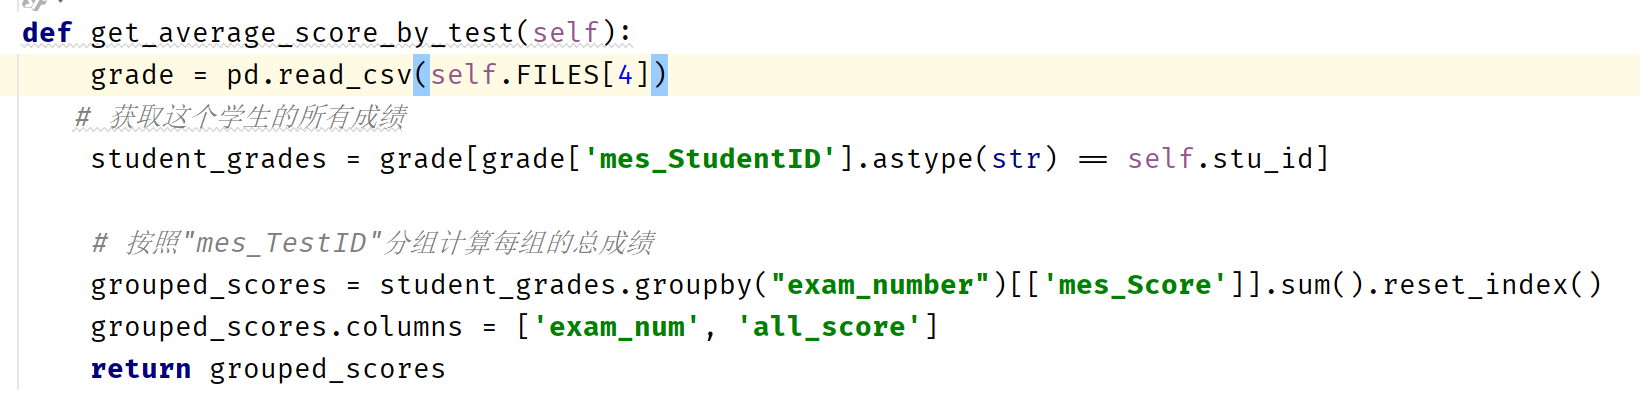 def get_average_score_by_test(self):
grade = pd.read_csv(self.FILES[4])
# 获取这个学生的所有成绩
student_grades = grade[grade['mes_StudentID'].astype(str) == self.stu_id]
# 按照"mes_TestID"分组计算每组的总成绩
grouped_scores = student_grades.groupby("exam_number")[['mes_Score']].sum().reset_index()
grouped_scores.columns = ['exam_num', 'all_score']
return grouped_scores